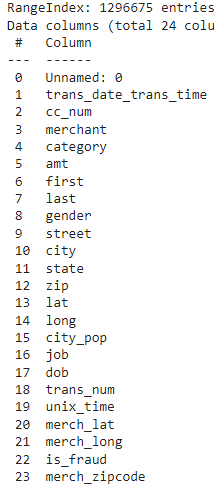 RangeIndex: 1296675 entries
Data columns (total 24 colu
# Column
--- ------
0 Unnamed: 0
1 trans_date_trans_time
2 cc_num
3 merchant
4 category
5 amt
6 first
7 last
8 gender
9 street
10 city
11 state
12 zip
13 lat
14 long
15 city_pop
16 job
17 dob
18 trans_num
19 unix_time
20 merch_lat
21 merch_long
22 is_fraud
23 merch_zipcode